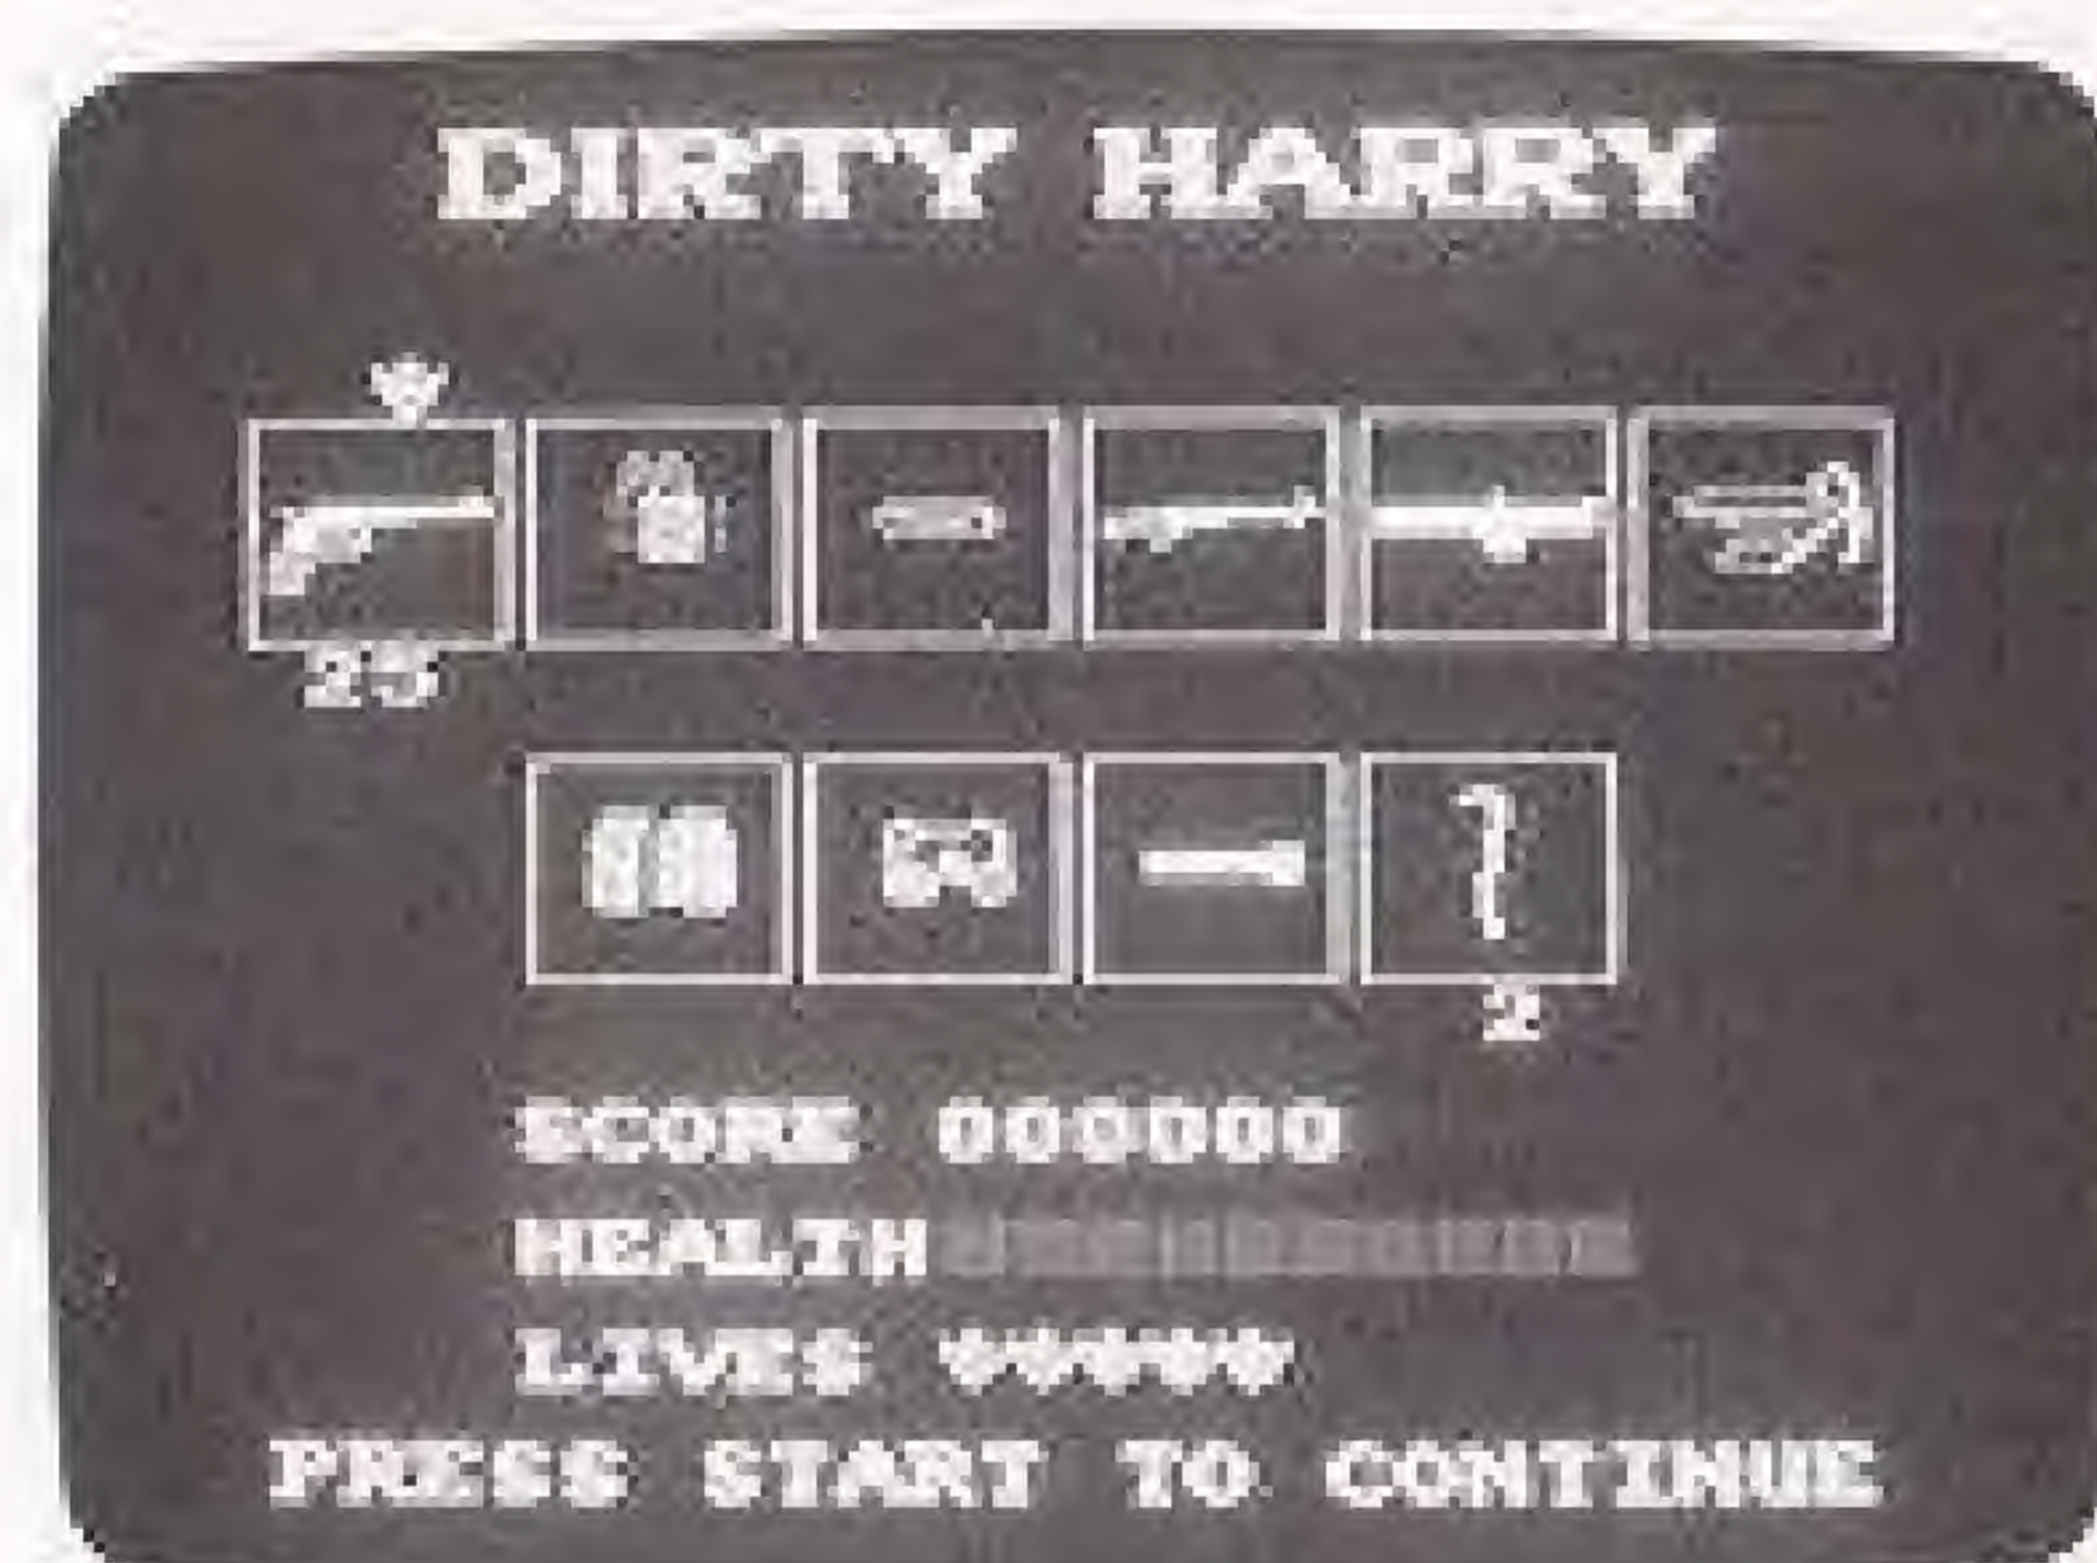 DIRTY HARRY
25
2
SCORE 000000
HEALTH
LIVES
PRESS START TO CONTINUE